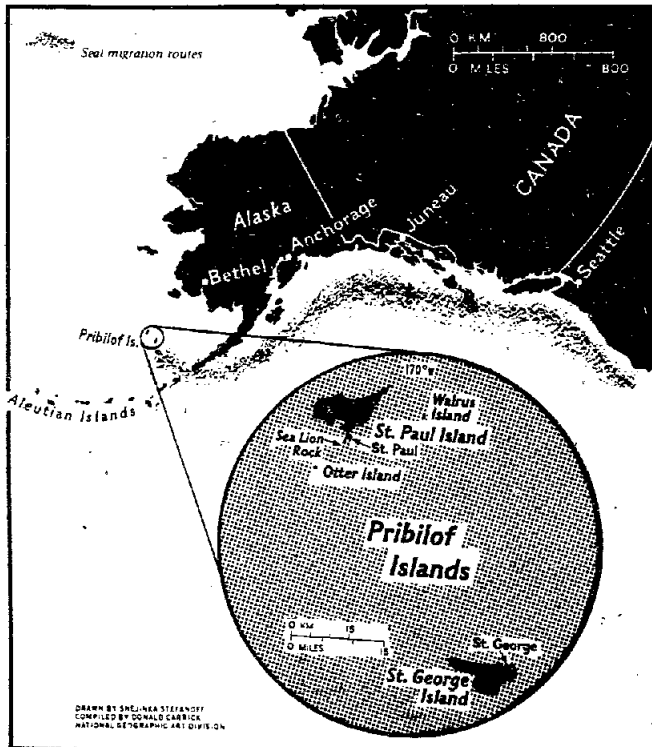 Seal migration routes
0 KM 800
0 MILES 800
CANADA
Alaska
Anchorage
Juneau
Bethel
Seattle
Pribilof Is.
Aleutian Islands
170°W
Walrus
Island
St. Paul Island
Sea Lion
Rock
St. Paul
Otter Island
Pribilof
Islands
0 KM 15
0 MILES 15
St. George
St. George
Island
DRAWN BY SNEJINKA STEFANOFF
COMPILED BY DONALD CARRICK
NATIONAL GEOGRAPHIC ART DIVISION